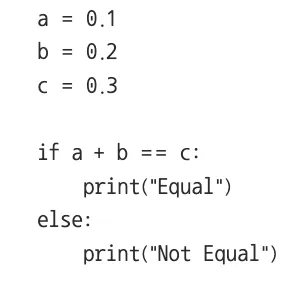 a = 0.1
b = 0.2
c = 0.3

if a + b == c:
    print("Equal")
else:
    print("Not Equal")